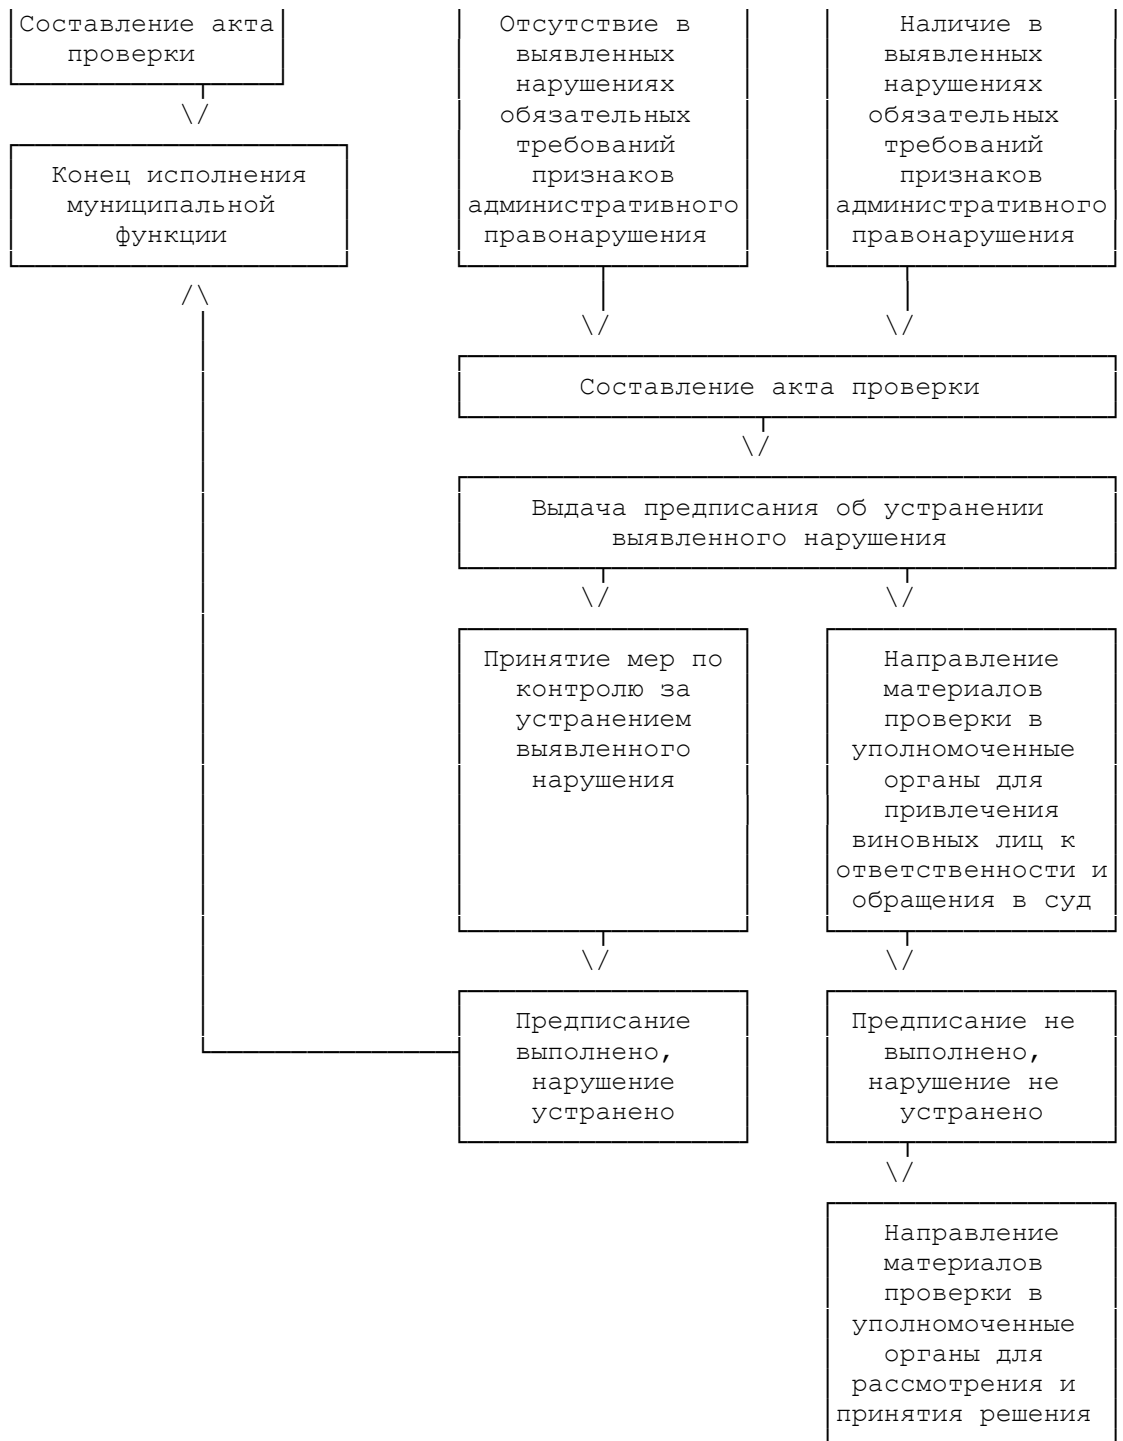 Составление акта
проверки
Конец исполнения
муниципальной
функции
Отсутствие в
выявленных
нарушениях
обязательных
требований
признаков
административного
правонарушения
Наличие в
выявленных
нарушениях
обязательных
требований
признаков
административного
правонарушения
Составление акта проверки
Выдача предписания об устранении
выявленного нарушения
Принятие мер по
контролю за
устранением
выявленного
нарушения
Направление
материалов
проверки в
уполномоченные
органы для
привлечения
виновных лиц к
ответственности и
обращения в суд
Предписание
выполнено,
нарушение
устранено
Предписание не
выполнено,
нарушение не
устранено
Направление
материалов
проверки в
уполномоченные
органы для
рассмотрения и
принятия решения